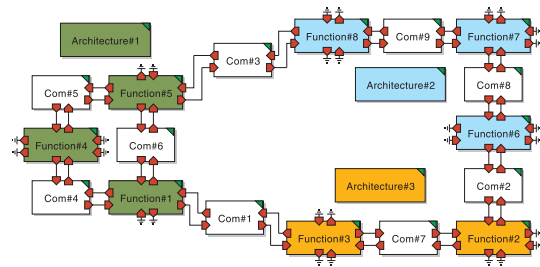 Architecture#1
Function#8
Com#9
Function#7
Com#3
Com#5
Function#5
Architecture#2
Com#8
Function#4
Com#6
Function#6
Com#4
Function#1
Architecture#3
Com#2
Com#1
Function#3
Com#7
Function#2